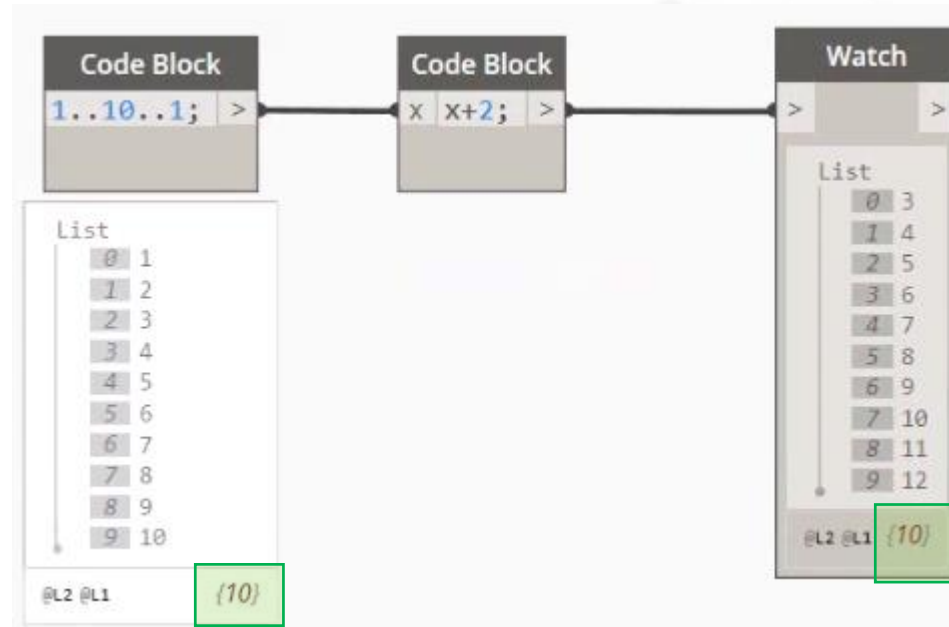 Code Block
1..10..1; >
List
0 1
1 2
2 3
3 4
4 5
5 6
6 7
7 8
8 9
9 10
@L2 @L1 {10}
Code Block
x x+2; >
Watch
> >
List
0 3
1 4
2 5
3 6
4 7
5 8
6 9
7 10
8 11
9 12
@L2 @L1 {10}